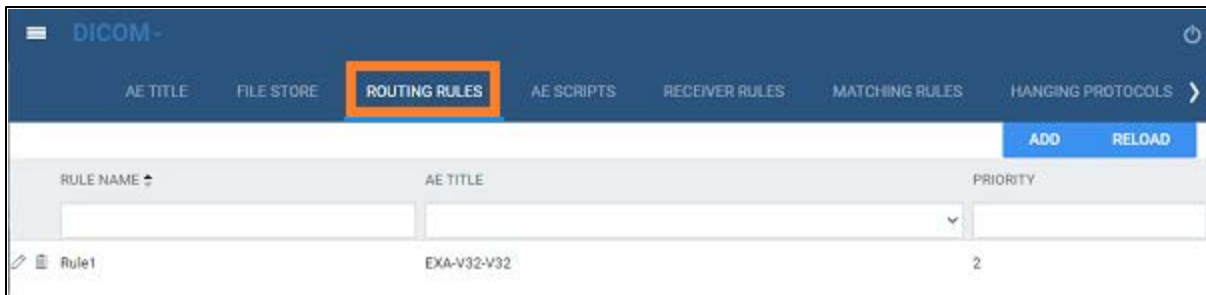 DICOM-
AE TITLE FILE STORE ROUTING RULES AE SCRIPTS RECEIVER RULES MATCHING RULES HANGING PROTOCOLS
ADD RELOAD
RULE NAME AE TITLE PRIORITY
Rule1 EXA-V32-V32 2